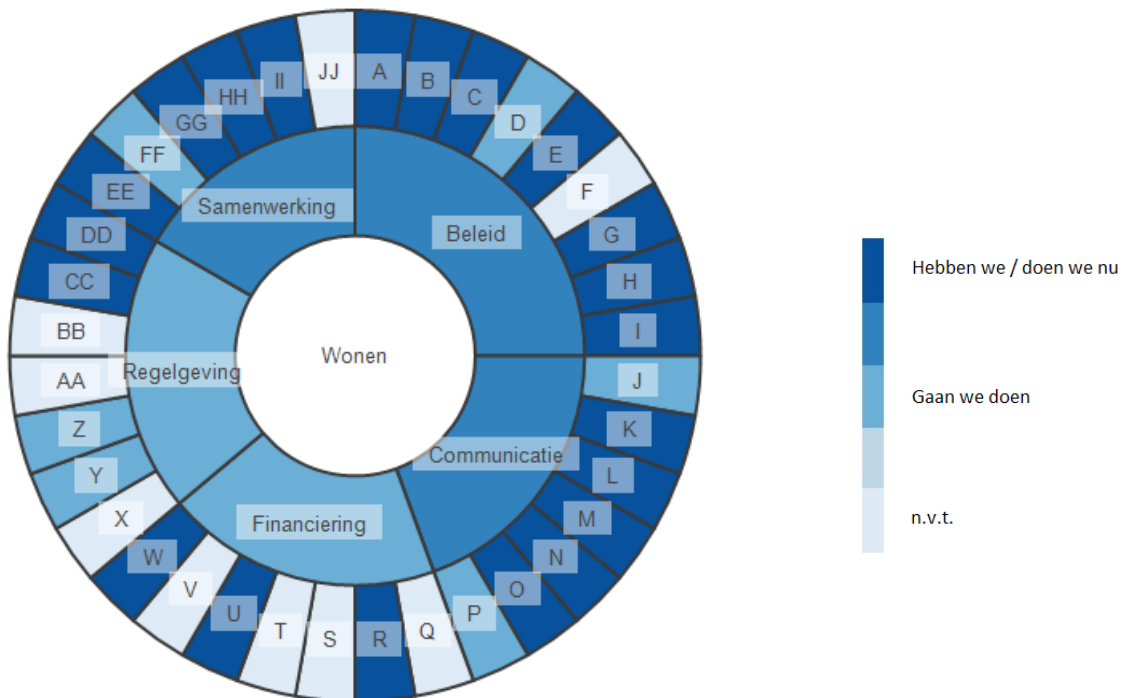 JJ
A
II
B
HH
C
GG
D
FF
E
EE
F
Samenwerking
Beleid
DD
G
CC
H
Hebben we / doen we nu
BB
I
Wonen
Regelgeving
AA
J
Gaan we doen
Z
K
Communicatie
Y
L
X
M
n.v.t.
Financiering
W
N
V
O
U
P
T
S
R
Q